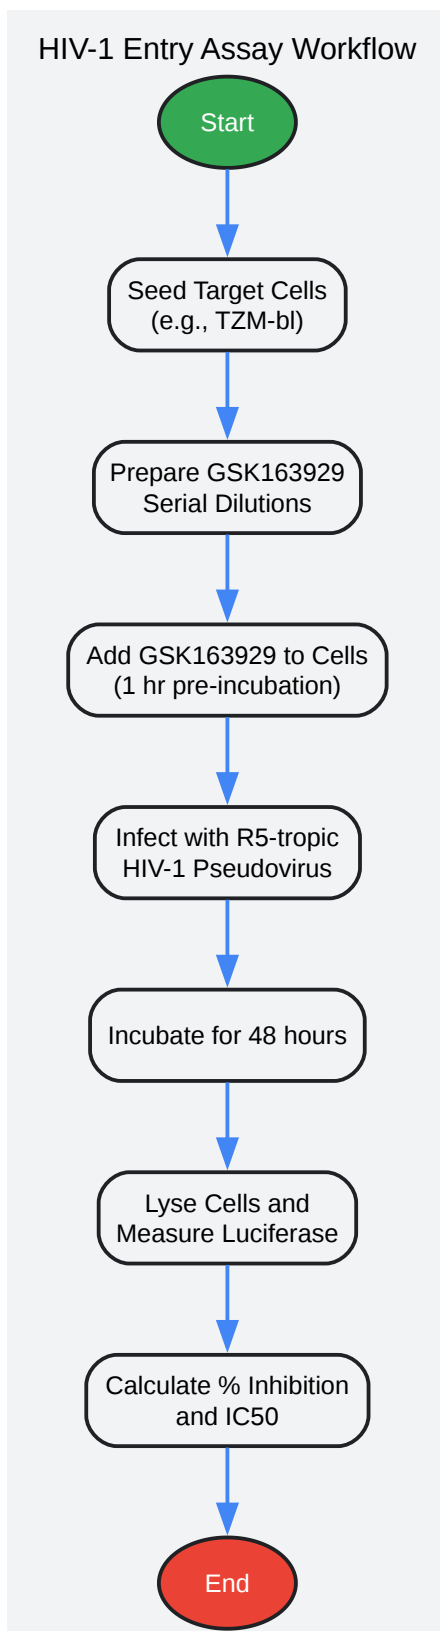 HIV-1 Entry Assay Workflow
Start
Seed Target Cells
(e.g., TZM-bl)
Prepare GSK163929
Serial Dilutions
Add GSK163929 to Cells
(1 hr pre-incubation)
Infect with R5-tropic
HIV-1 Pseudovirus
Incubate for 48 hours
Lyse Cells and
Measure Luciferase
Calculate % Inhibition
and IC50
End